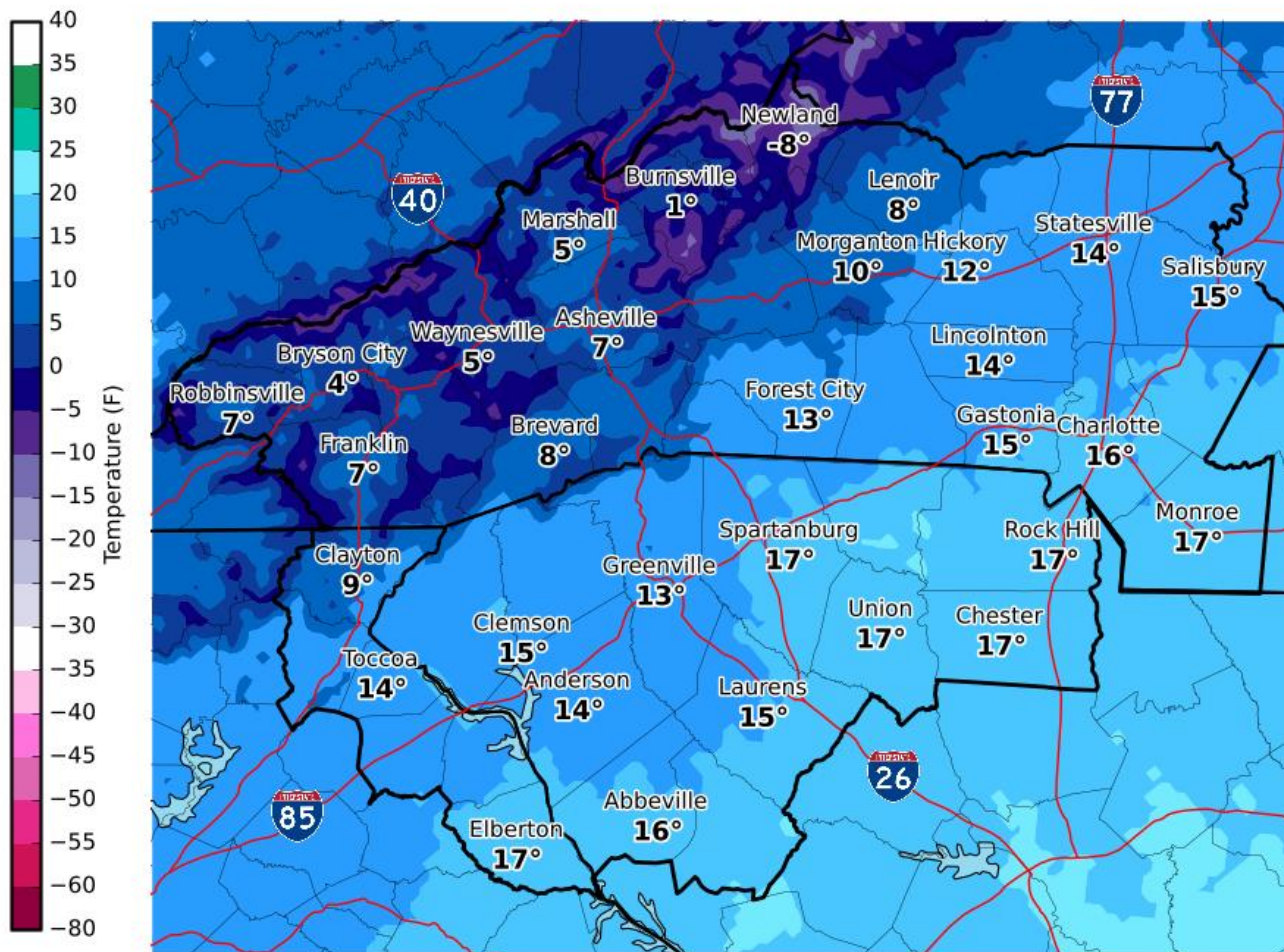 40
35
30
25
20
15
10
5
0
−5
−10
−15
−20
−25
−30
−35
−40
−45
−50
−55
−60
−80
Temperature (F)
77
Newland
-8°
40
Burnsville
1°
Lenoir
8°
Marshall
5°
Statesville
14°
Morganton
10°
Hickory
12°
Salisbury
15°
Asheville
7°
Waynesville
5°
Lincolnton
14°
Bryson City
4°
Robbinsville
7°
Forest City
13°
Gastonia
15°
Charlotte
16°
Brevard
8°
Franklin
7°
Monroe
17°
Spartanburg
17°
Rock Hill
17°
Clayton
9°
Greenville
13°
Union
17°
Chester
17°
Clemson
15°
Toccoa
14°
Anderson
14°
Laurens
15°
26
85
Abbeville
16°
Elberton
17°